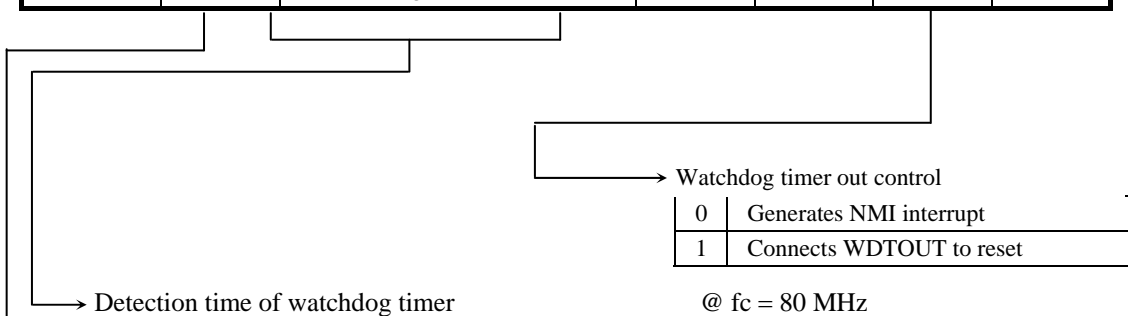 Watchdog timer out control
0 Generates NMI interrupt
1 Connects WDTOUT to reset
Detection time of watchdog timer @ fc = 80 MHz